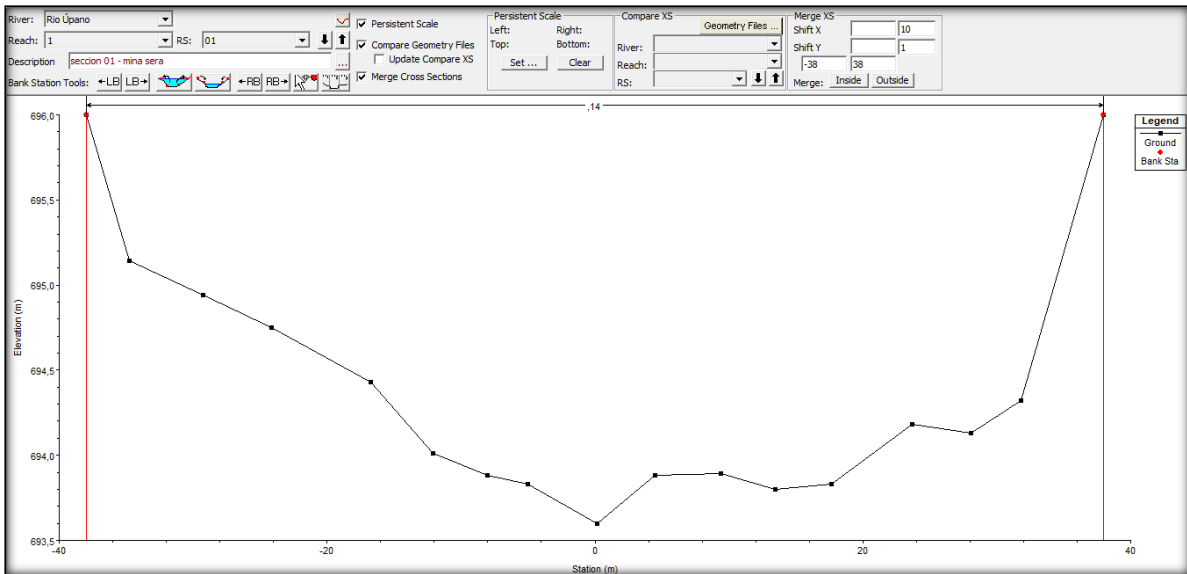 River: Rio Úpano
Reach: 1 RS: 01
Description seccion 01 - mina sera ...
Bank Station Tools: ←LB LB→ ←RB RB→
Persistent Scale
Compare Geometry Files
Update Compare XS
Merge Cross Sections
Persistent Scale
Left: Right:
Top: Bottom:
Set ... Clear
Compare XS
Geometry Files ...
River:
Reach:
RS:
Merge XS
Shift X 10
Shift Y 1
-38 38
Merge: Inside Outside
,14
Legend
Ground
Bank Sta
696,0
695,5
695,0
694,5
694,0
693,5
Elevation (m)
-40 -20 0 20 40
Station (m)